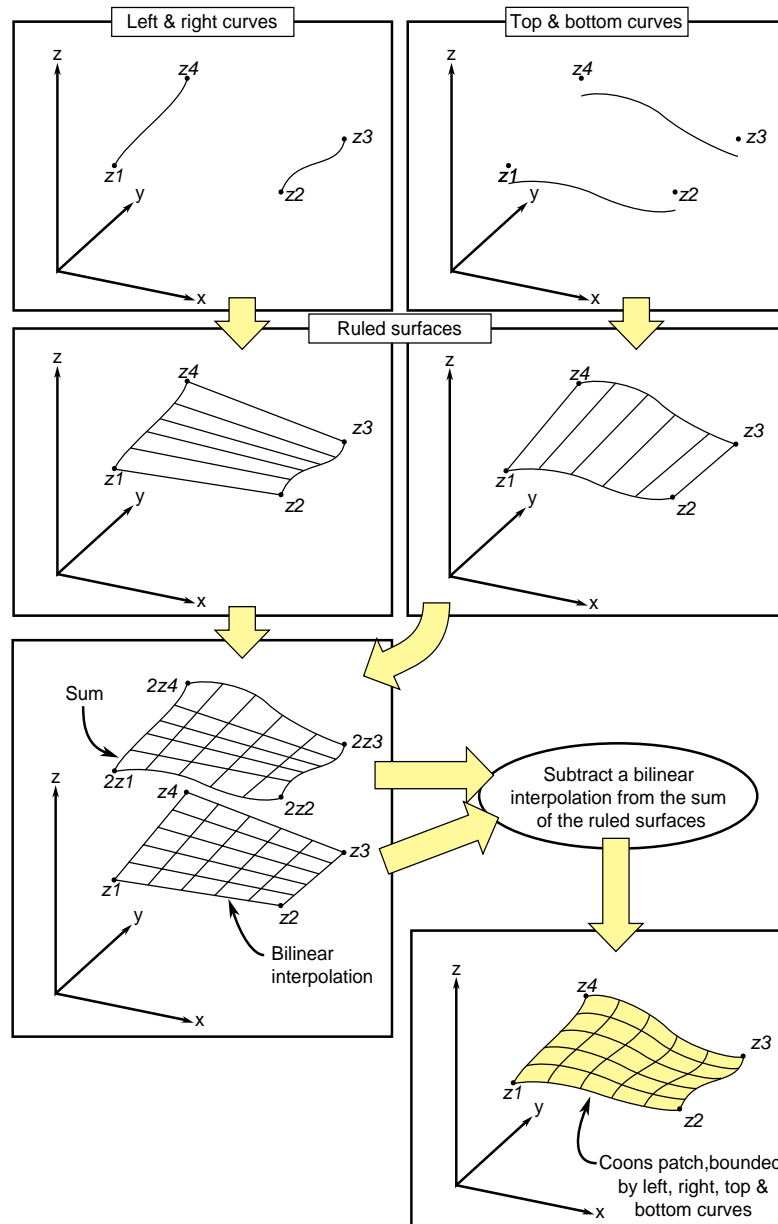 Left & right curves
Top & bottom curves
z
z4
z3
z1
z2
y
x
z
z4
z3
z1
z2
y
x
Ruled surfaces
z
z4
z3
z1
z2
y
x
z
z4
z3
z1
z2
y
x
Sum
2z4
2z3
2z1
2z2
z
z4
z3
z1
z2
y
x
Bilinear
interpolation
Subtract a bilinear
interpolation from the sum
of the ruled surfaces
z
z4
z3
z1
z2
y
x
Coons patch,bounded
by left, right, top &
bottom curves